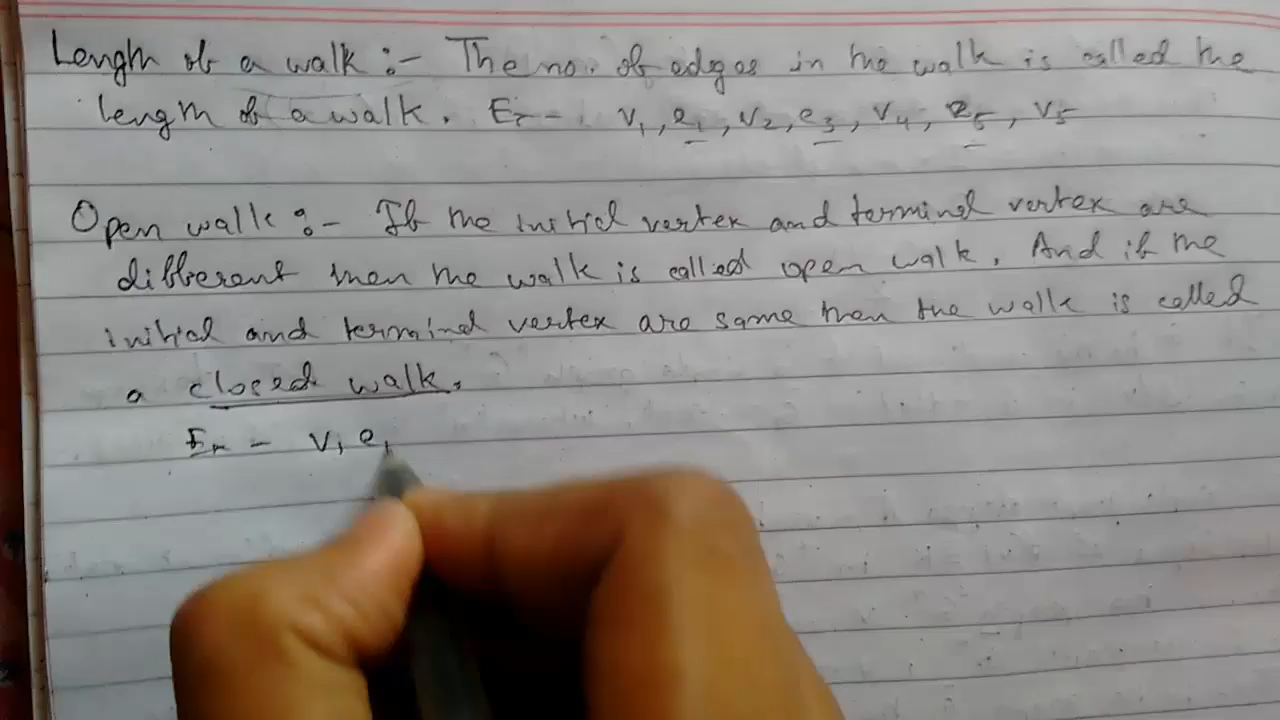 Length of a walk :- The no. of edges in the walk is called the
length of a walk. Ex - v1, e1, v2, e3, v4, e5, v5
Open walk :- If the initial vertex and terminal vertex are
different then the walk is called open walk. And if the
initial and terminal vertex are same then the walk is called
a closed walk.
Ex - v1 e1